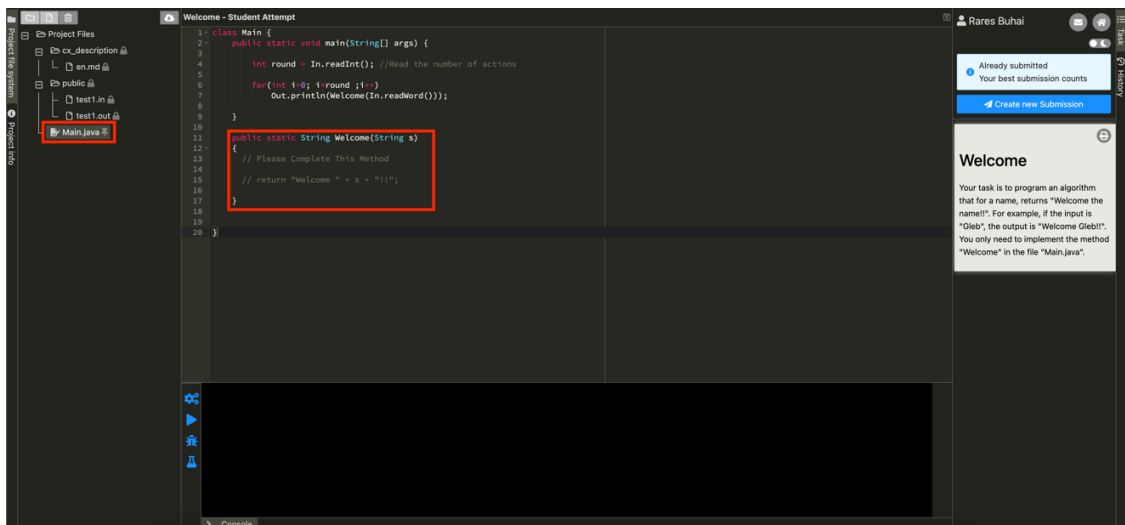 Project file system
Project info
Project Files
cx_description
en.md
public
test1.in
test1.out
Main.java
Welcome - Student Attempt
1 class Main {
2 public static void main(String[] args) {
3
4 int round = In.readInt(); //Read the number of actions
5
6 for(int i=0; i<round ;i++)
7 Out.println(Welcome(In.readWord()));
8
9 }
10
11 public static String Welcome(String s)
12 {
13 // Please Complete This Method
14
15 // return "Welcome " + s + "!!";
16
17 }
18
19
20 }
Console
Rares Buhai
Already submitted
Your best submission counts
Create new Submission
Welcome
Your task is to program an algorithm
that for a name, returns "Welcome the
name!!". For example, if the input is
"Gleb", the output is "Welcome Gleb!!".
You only need to implement the method
"Welcome" in the file "Main.java".
Task
History